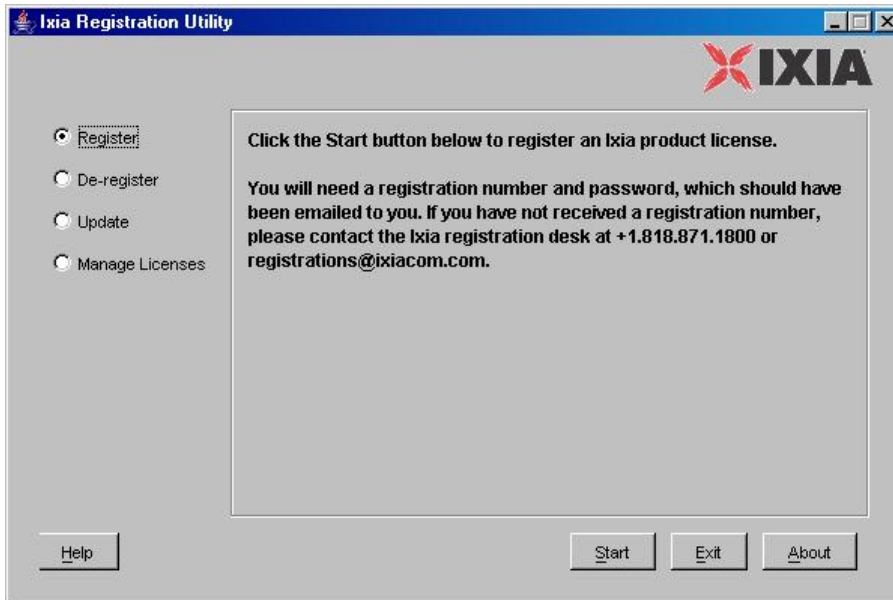 Ixia Registration Utility
IXIA
Register
De-register
Update
Manage Licenses
Click the Start button below to register an Ixia product license.
You will need a registration number and password, which should have
been emailed to you. If you have not received a registration number,
please contact the Ixia registration desk at +1.818.871.1800 or
registrations@ixiacom.com.
Help
Start
Exit
About